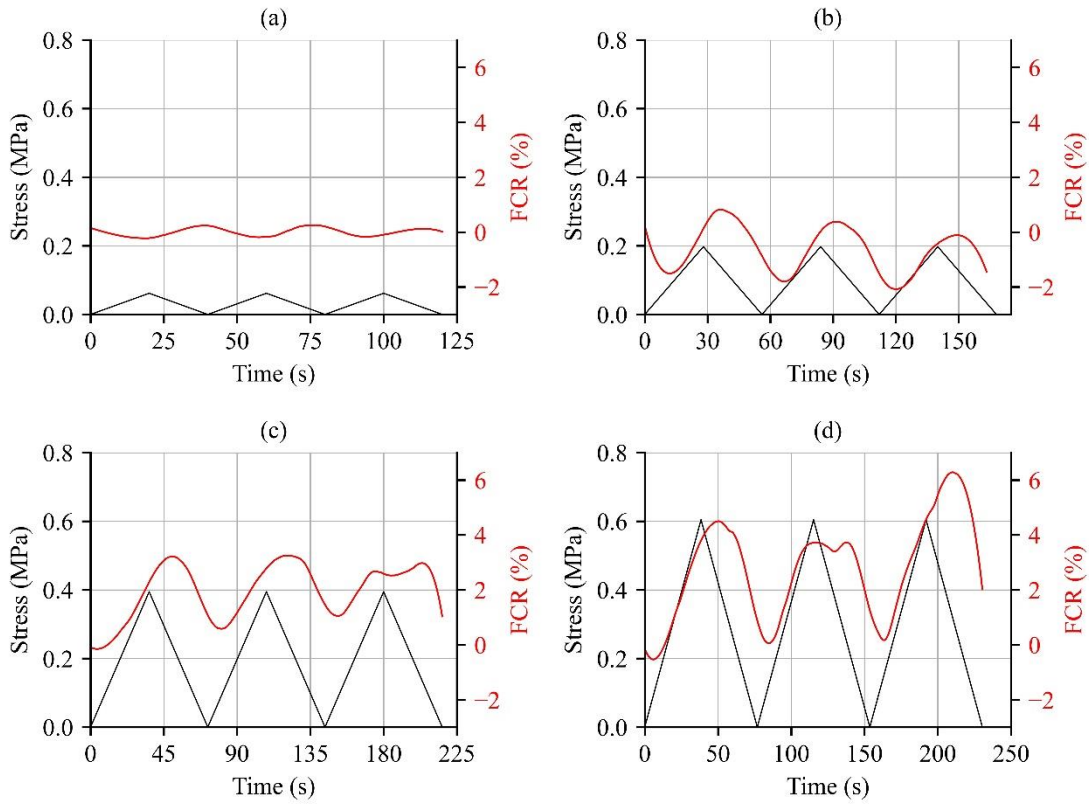 (a)
0.8
0.6
0.4
0.2
0.0
Stress (MPa)
6
4
2
0
−2
FCR (%)
0 25 50 75 100 125
Time (s)
(b)
0.8
0.6
0.4
0.2
0.0
Stress (MPa)
6
4
2
0
−2
FCR (%)
0 30 60 90 120 150
Time (s)
(c)
0.8
0.6
0.4
0.2
0.0
Stress (MPa)
6
4
2
0
−2
FCR (%)
0 45 90 135 180 225
Time (s)
(d)
0.8
0.6
0.4
0.2
0.0
Stress (MPa)
6
4
2
0
−2
FCR (%)
0 50 100 150 200 250
Time (s)